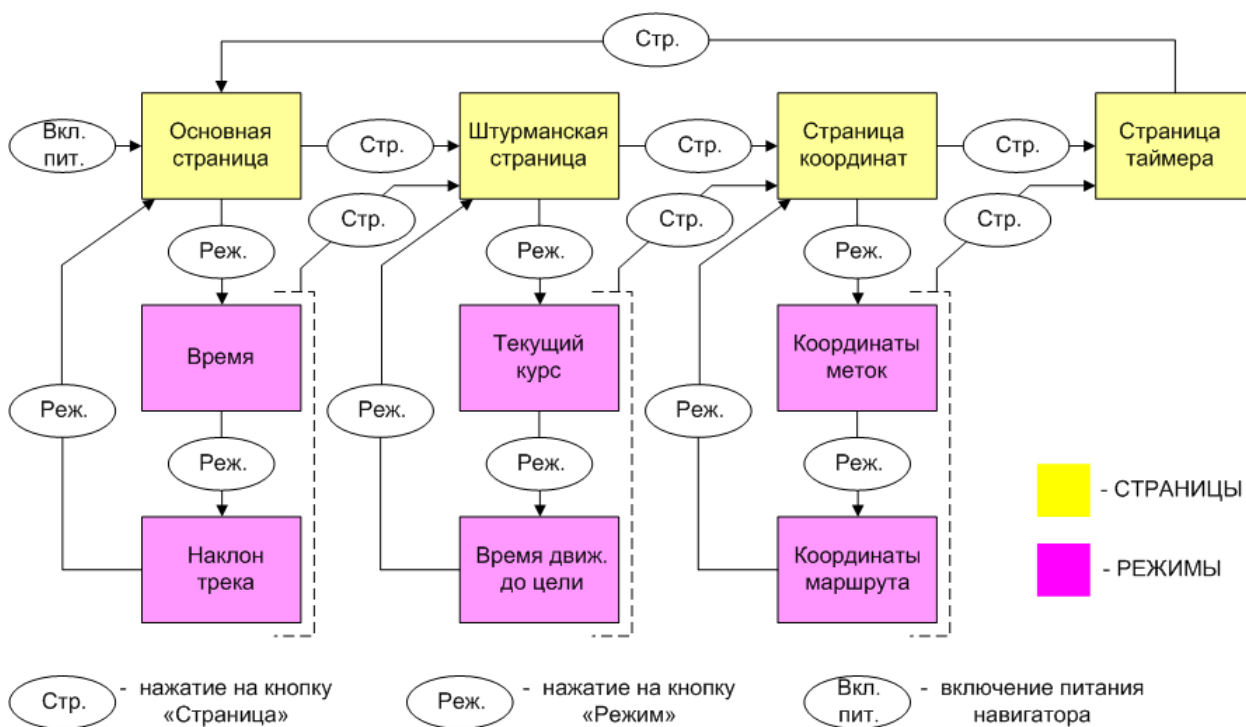 Стр.
Вкл.
пит.
Основная
страница
Стр.
Штурманская
страница
Стр.
Страница
координат
Стр.
Страница
таймера
Стр.
Стр.
Стр.
Реж.
Реж.
Реж.
Время
Текущий
курс
Координаты
меток
Реж.
Реж.
Реж.
Реж.
Реж.
Реж.
Наклон
трека
Время движ.
до цели
Координаты
маршрута
- СТРАНИЦЫ
- РЕЖИМЫ
Стр.
- нажатие на кнопку
«Страница»
Реж.
- нажатие на кнопку
«Режим»
Вкл.
пит.
- включение питания
навигатора